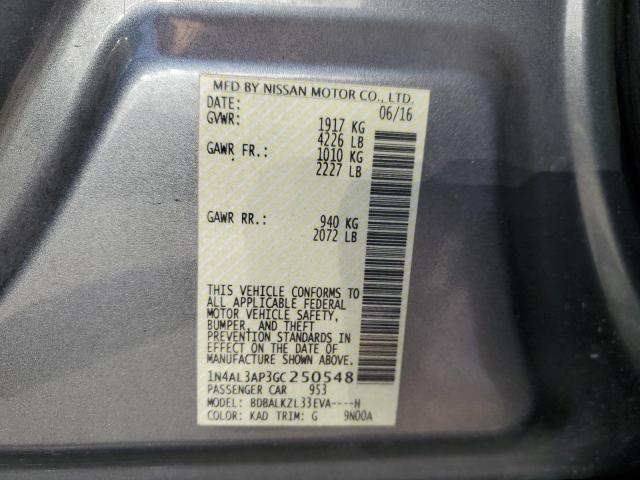 MFD BY NISSAN MOTOR CO., LTD.
DATE: 06/16
GVWR: 1917 KG
4226 LB
GAWR FR.: 1010 KG
2227 LB
GAWR RR.: 940 KG
2072 LB
THIS VEHICLE CONFORMS TO
ALL APPLICABLE FEDERAL
MOTOR VEHICLE SAFETY,
BUMPER, AND THEFT
PREVENTION STANDARDS IN
EFFECT ON THE DATE OF
MANUFACTURE SHOWN ABOVE.
1N4AL3AP3GC250548
PASSENGER CAR 953
MODEL: BDBALKZL33EVA----H
COLOR: KAD TRIM: G 9N00A